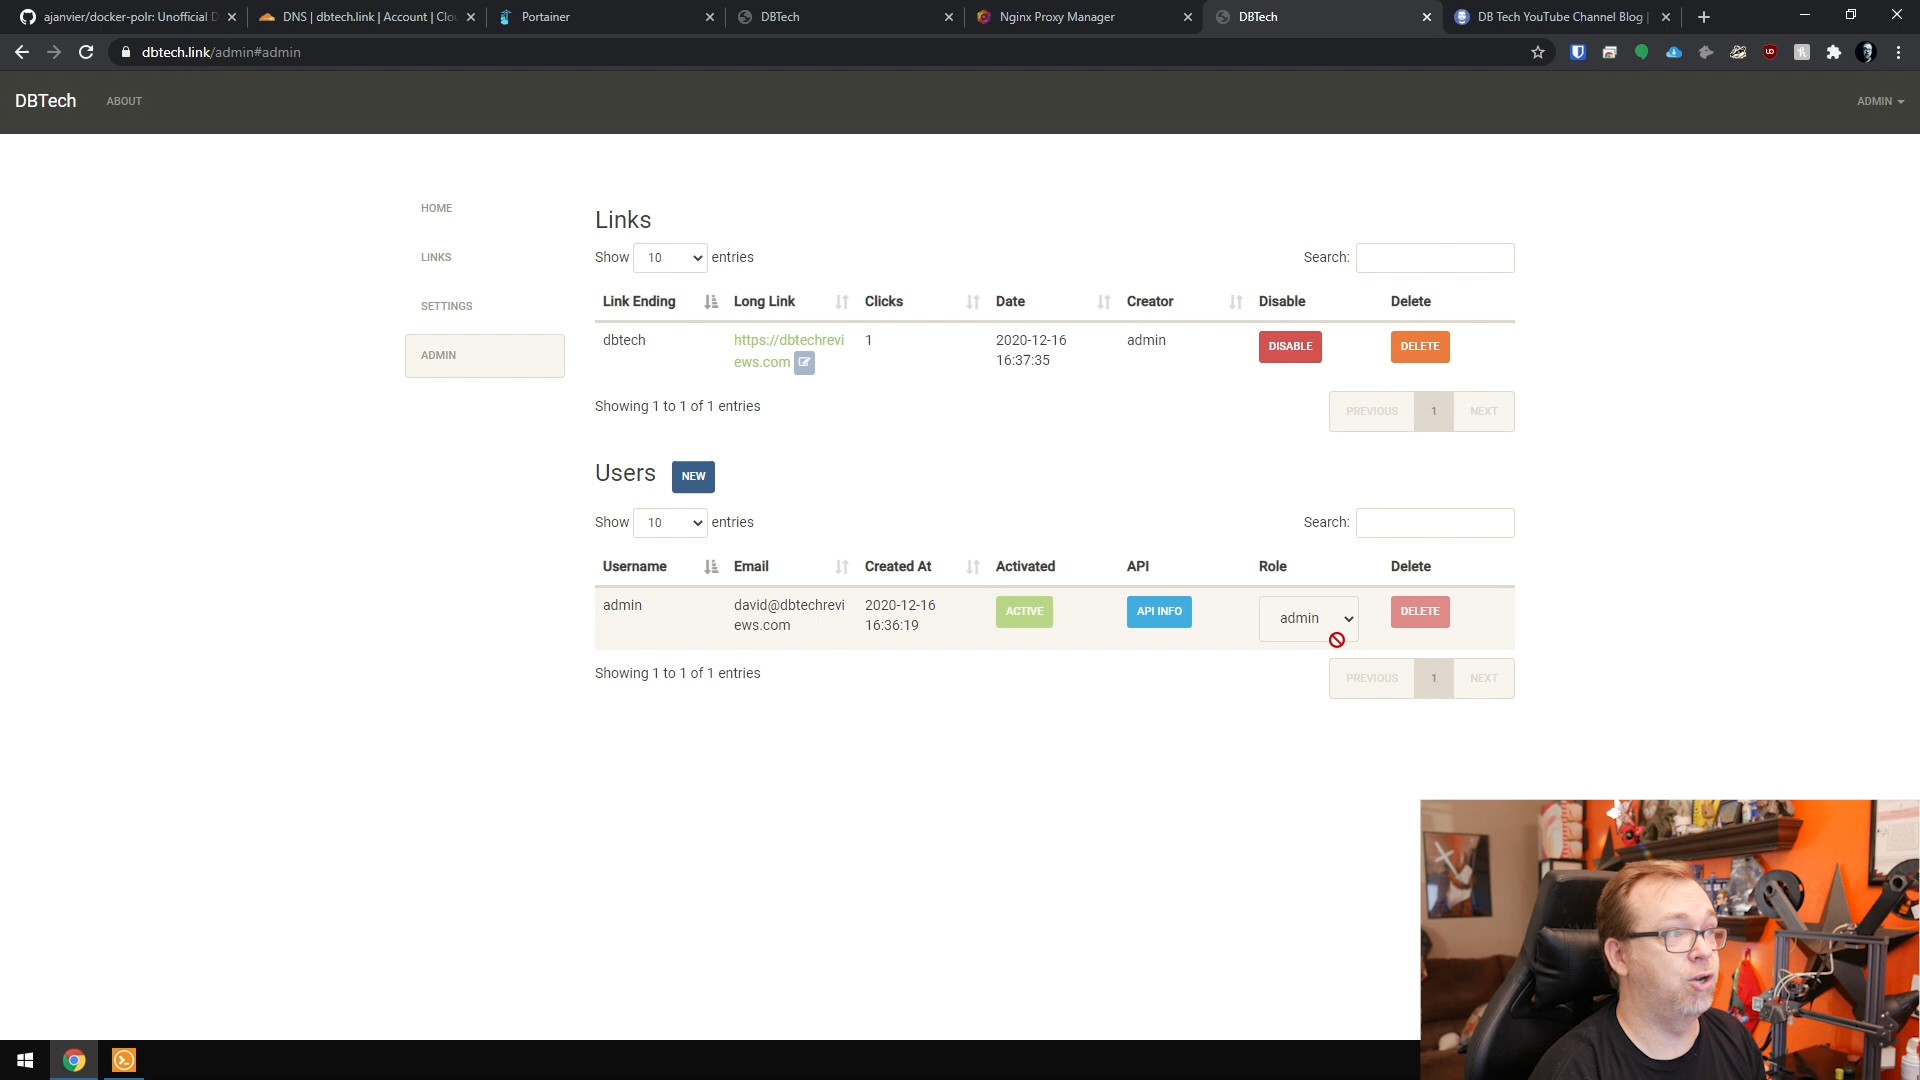 ajanvier/docker-polr: Unofficial D
DNS | dbtech.link | Account | Clou
Portainer
DBTech
Nginx Proxy Manager
DBTech
DB Tech YouTube Channel Blog |
dbtech.link/admin#admin
DBTech
ABOUT
ADMIN
HOME
LINKS
SETTINGS
ADMIN
Links
Show 10 entries
Search:
Link Ending Long Link Clicks Date Creator Disable Delete
dbtech https://dbtechrevi 1 2020-12-16 admin DISABLE DELETE
ews.com 16:37:35
Showing 1 to 1 of 1 entries
PREVIOUS 1 NEXT
Users NEW
Show 10 entries
Search:
Username Email Created At Activated API Role Delete
admin david@dbtechrevi 2020-12-16 ACTIVE API INFO admin DELETE
ews.com 16:36:19
Showing 1 to 1 of 1 entries
PREVIOUS 1 NEXT